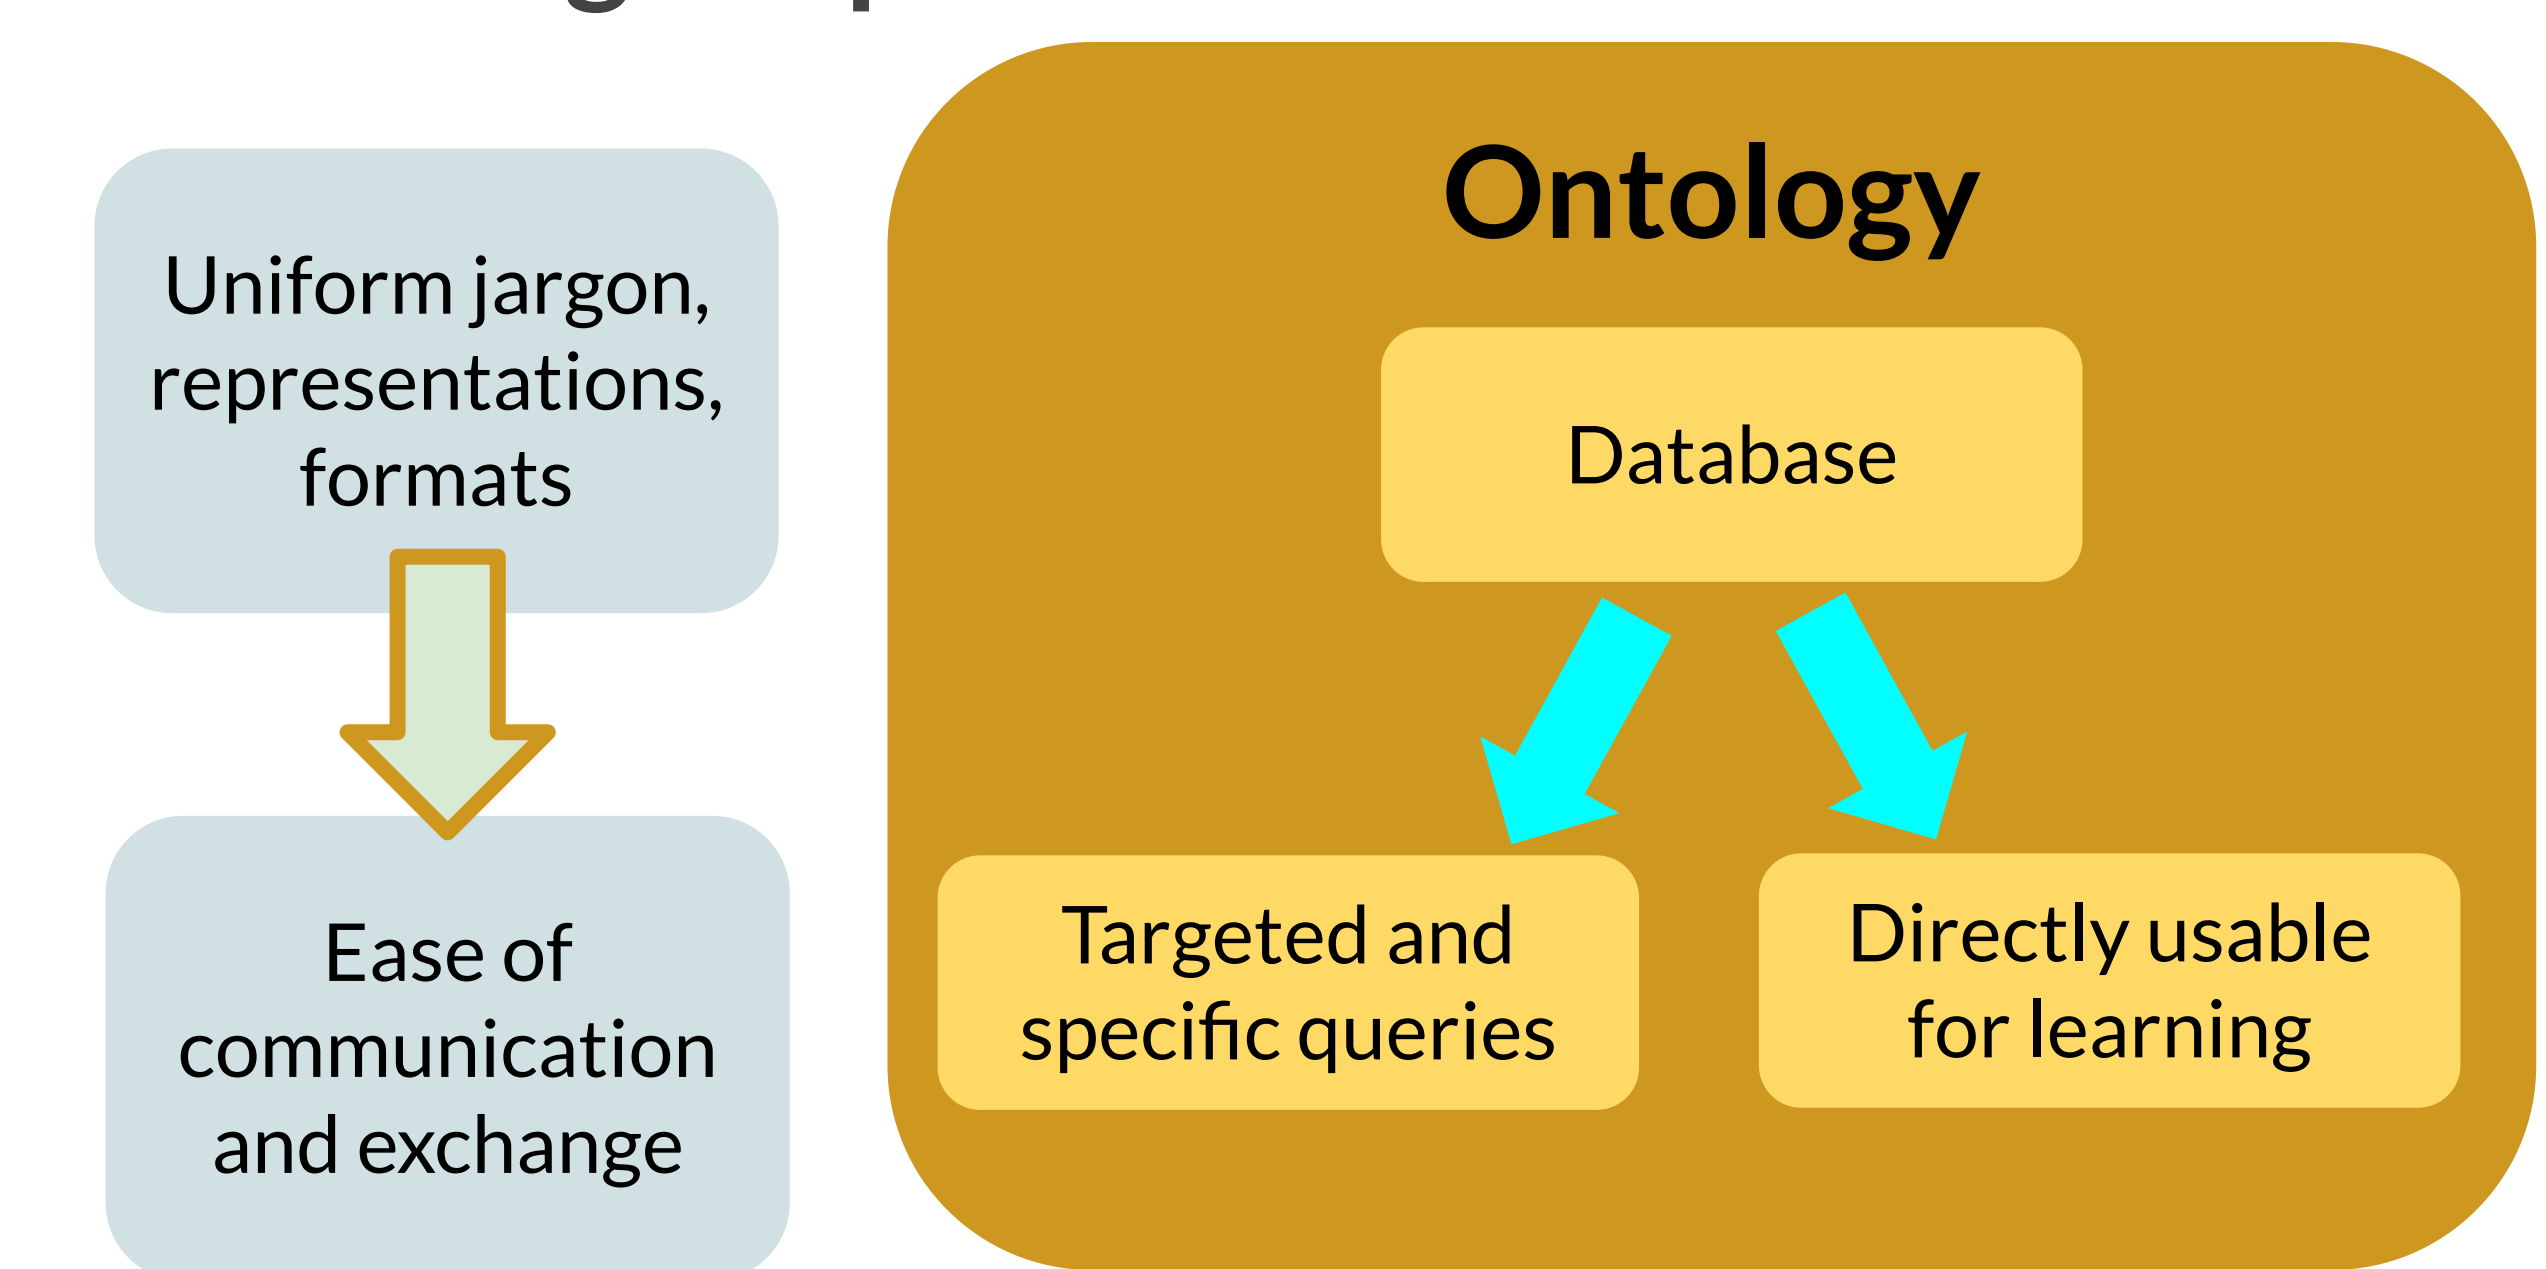 Uniform jargon,
representations,
formats
Ease of
communication
and exchange
Ontology
Database
Targeted and
specific queries
Directly usable
for learning